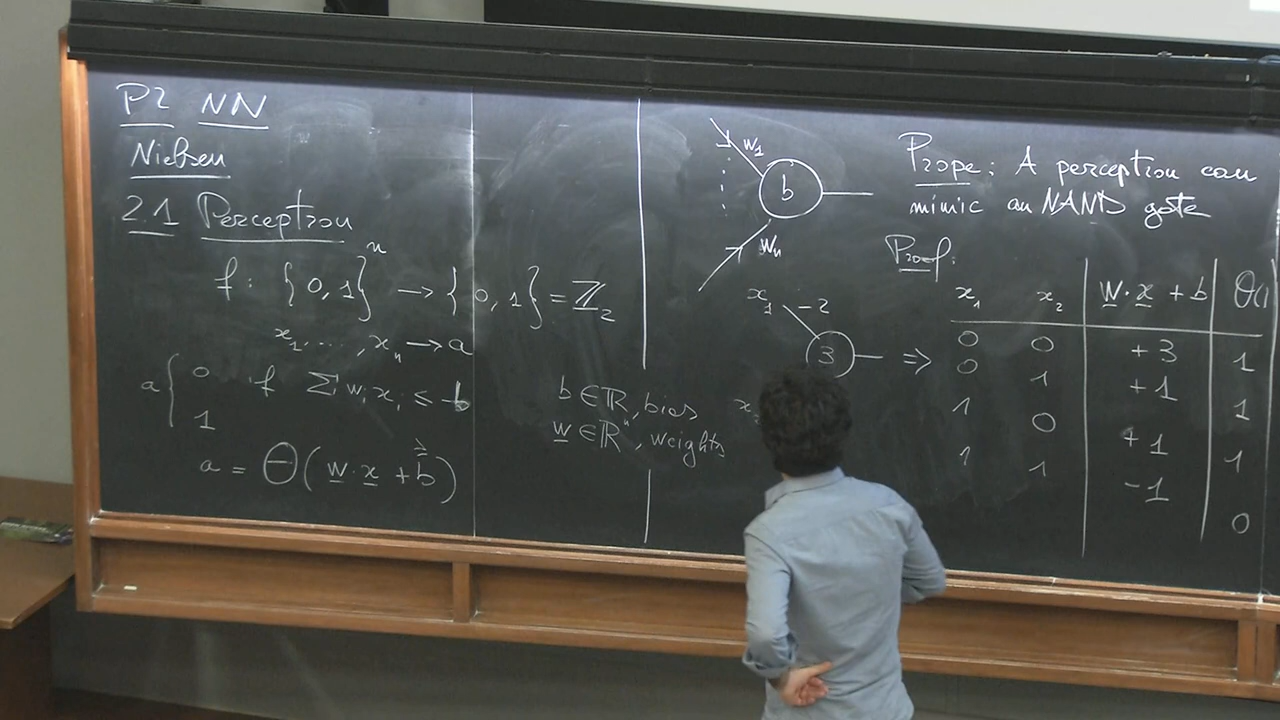 P2 NN
Nielsen
2.1 Perceptron
f: {0,1}ⁿ → {0,1} = ℤ₂
x₁, ..., xₙ → a
a { 0 if Σ wᵢ xᵢ ≤ -b
1
a = Θ(w·x + b)
b ∈ ℝ, bias
w ∈ ℝⁿ, weights
w₁
b
wₙ
x₁ -2
3 ⇒
Prope: A perceptron can
mimic an NAND gate
Proof:
x₁ x₂ w·x + b Θ(
0 0 +3 1
0 1 +1 1
1 0 +1 1
1 1 -1 0